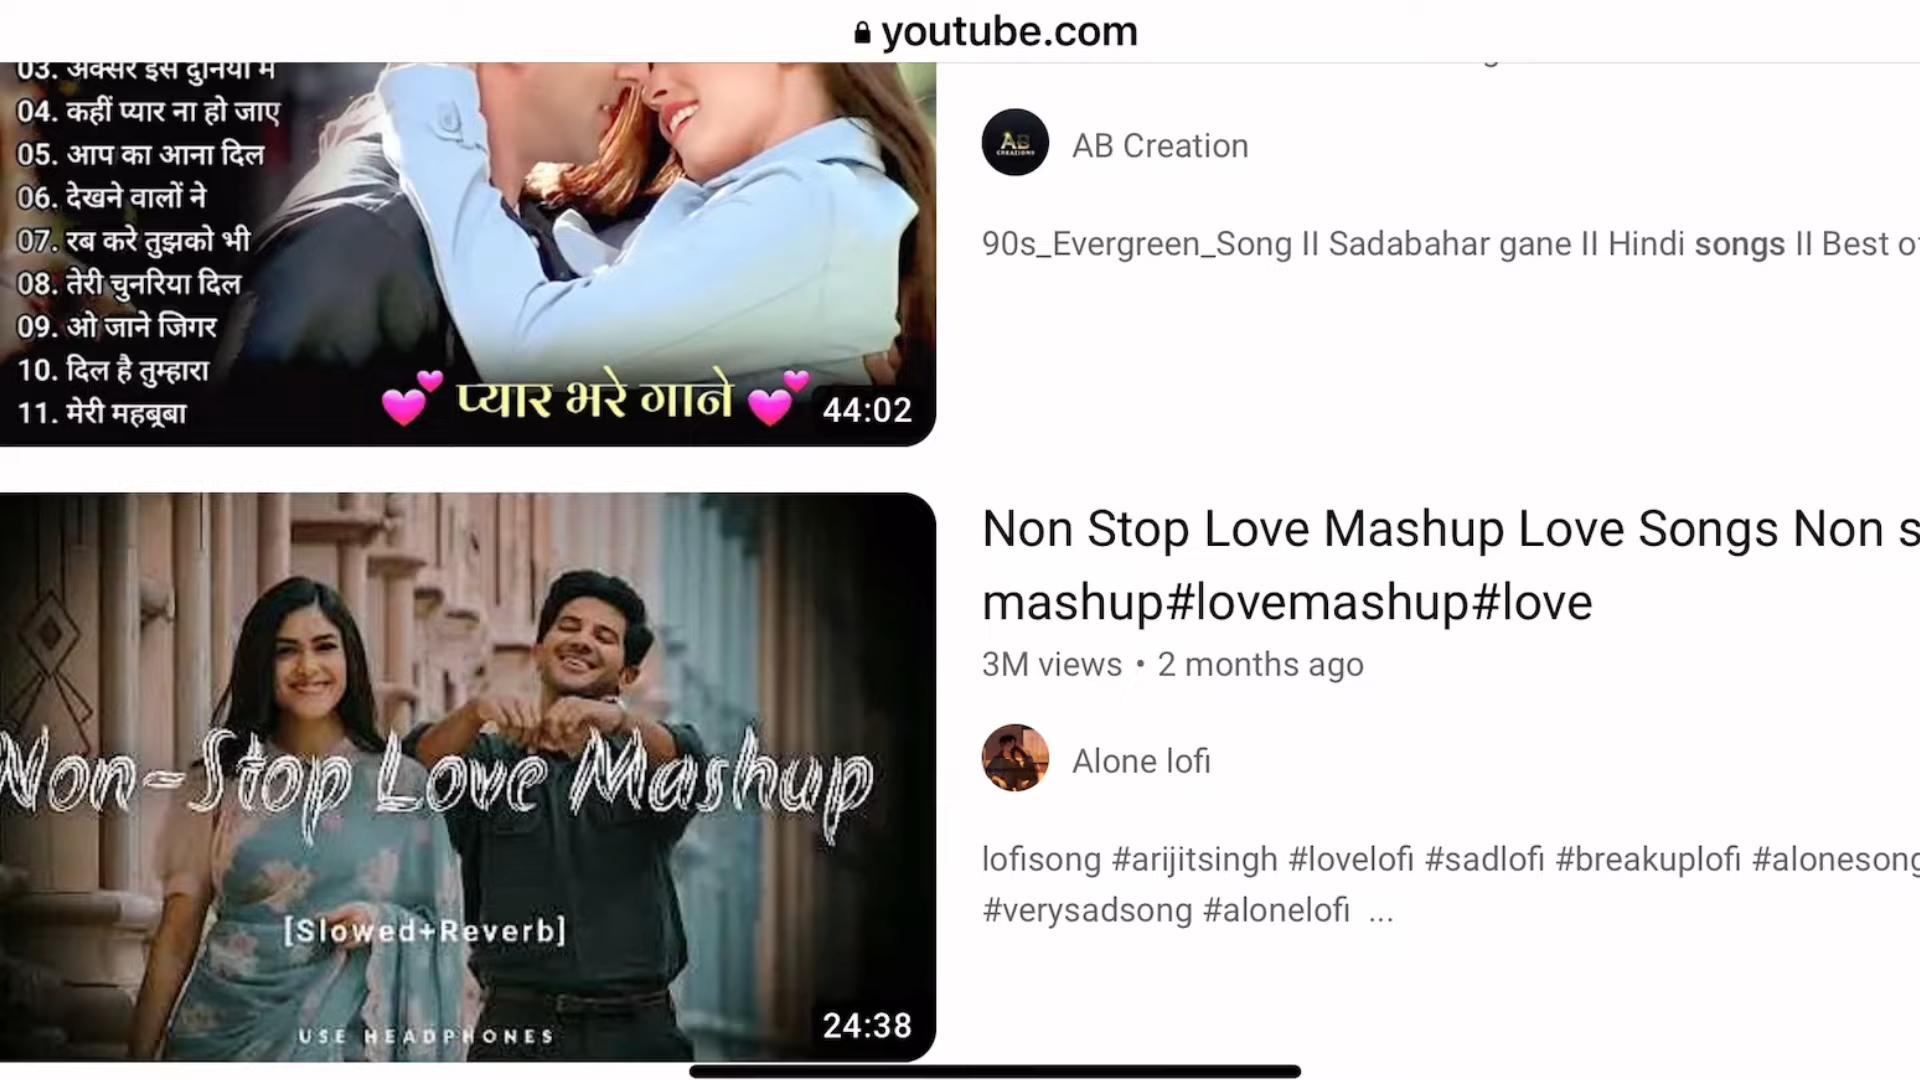 youtube.com
03. अक्सर इस दुनिया में
04. कहीं प्यार ना हो जाए
05. आप का आना दिल
06. देखने वालों ने
07. रब करे तुझको भी
08. तेरी चुनरिया दिल
09. ओ जाने जिगर
10. दिल है तुम्हारा
11. मेरी महबूबा
प्यार भरे गाने
44:02
AB CREATIONS
AB Creation
90s_Evergreen_Song II Sadabahar gane II Hindi songs II Best o
Non-Stop Love Mashup
[Slowed+Reverb]
USE HEADPHONES
24:38
Non Stop Love Mashup Love Songs Non s
mashup#lovemashup#love
3M views • 2 months ago
Alone lofi
lofisong #arijitsingh #lovelofi #sadlofi #breakuplofi #alonesong
#verysadsong #alonelofi ...